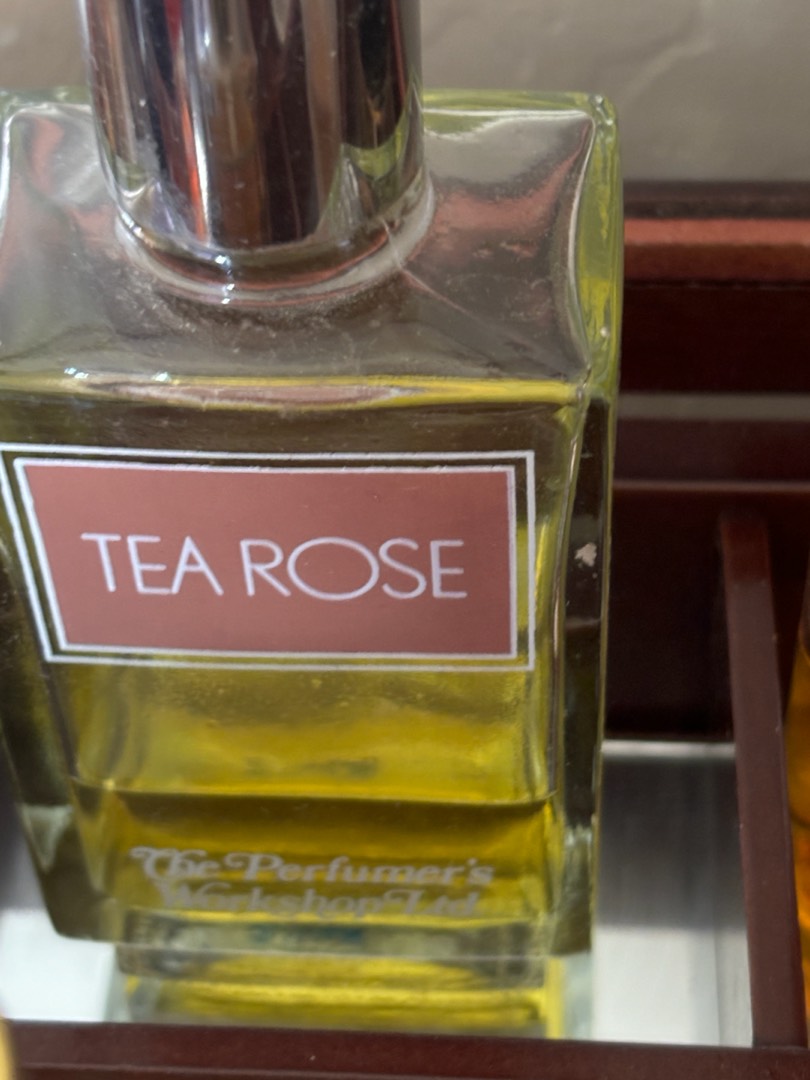 TEA ROSE
The Perfumer's
Workshop Ltd.